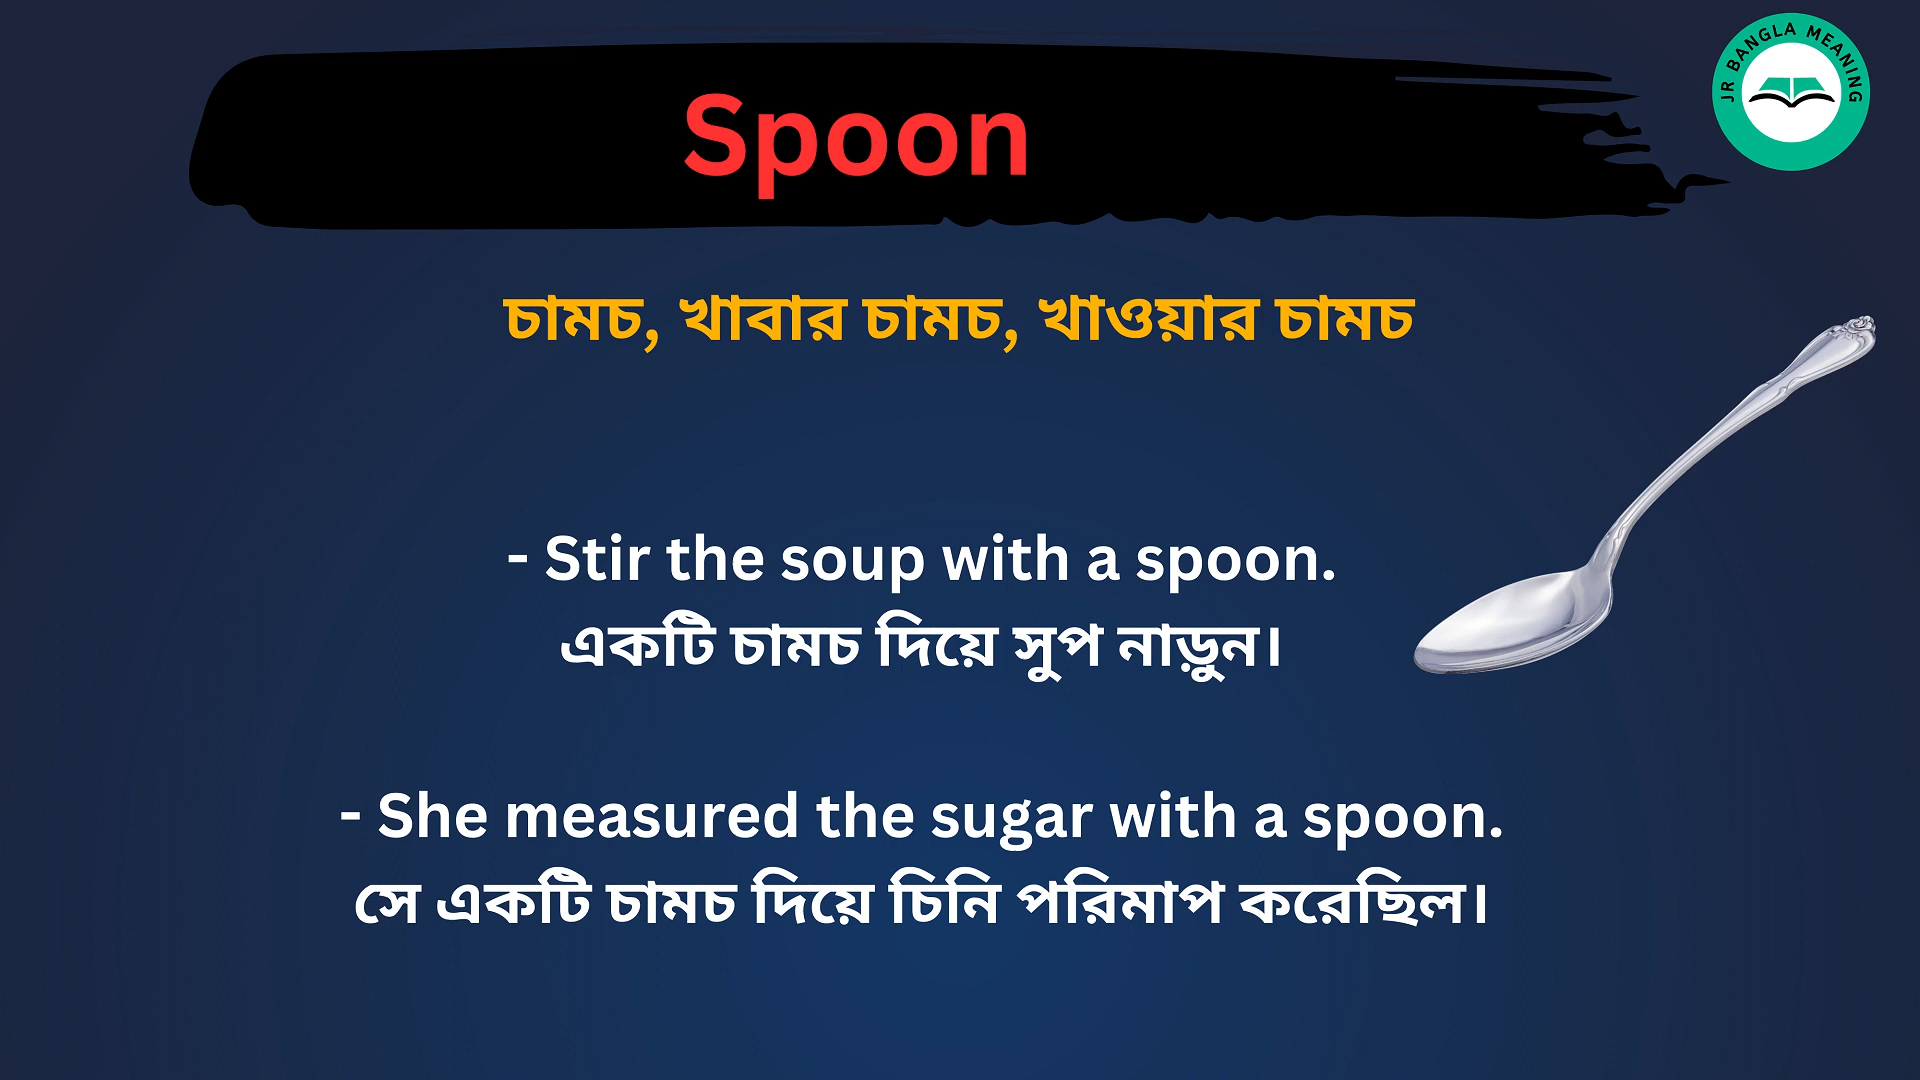 JR BANGLA MEANING
Spoon
চামচ, খাবার চামচ, খাওয়ার চামচ
- Stir the soup with a spoon.
একটি চামচ দিয়ে সুপ নাড়ুন।
- She measured the sugar with a spoon.
সে একটি চামচ দিয়ে চিনি পরিমাপ করেছিল।